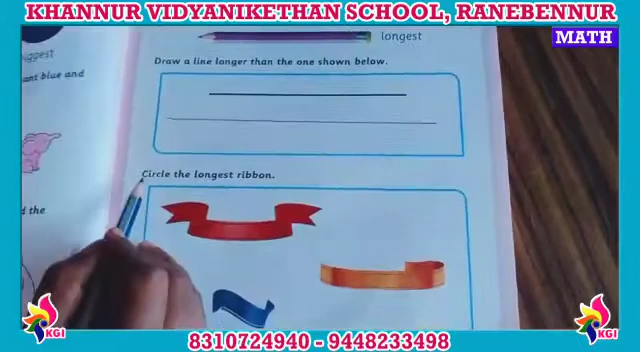 KHANNUR VIDYANIKETHAN SCHOOL, RANEBENNUR
MATH
longest
ggest
ant blue and
Draw a line longer than the one shown below.
Circle the longest ribbon.
d the
KGI
KGI
8310724940 - 9448233498